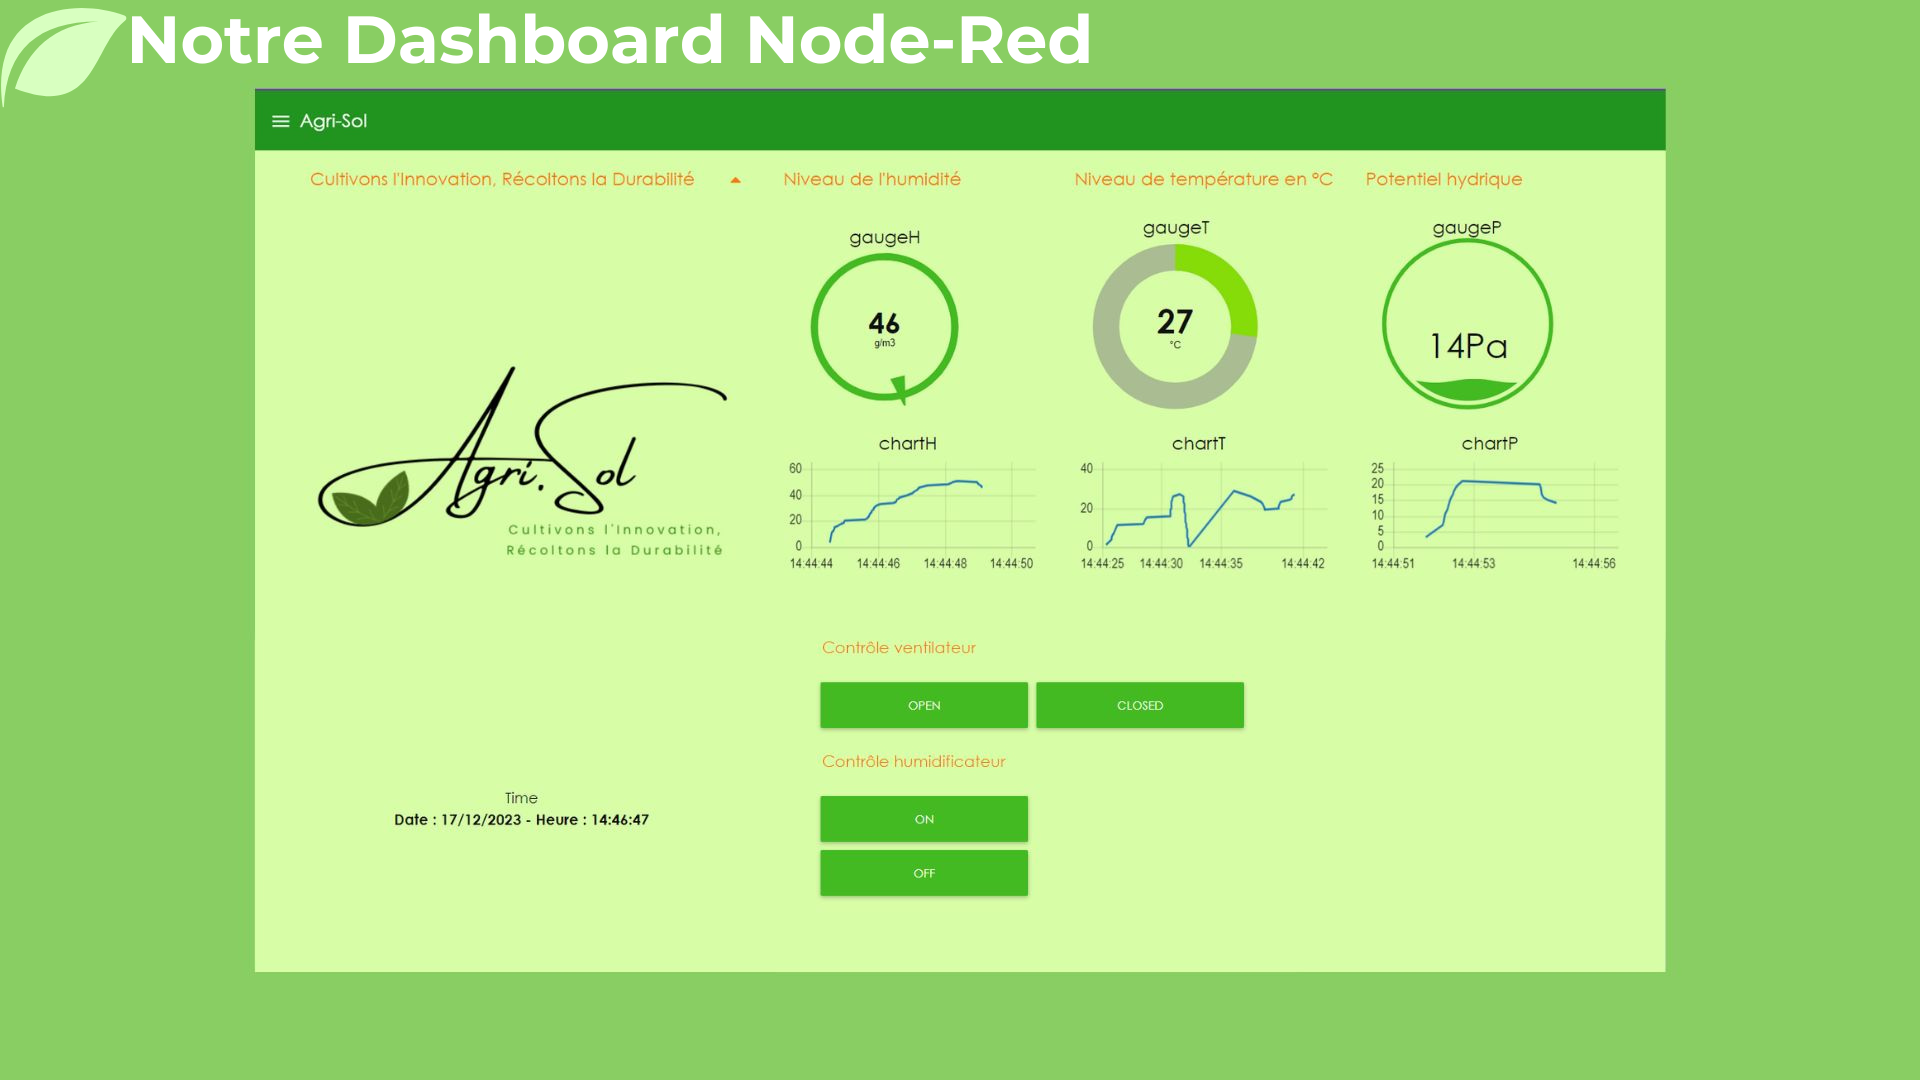 Notre Dashboard Node-Red
Agri-Sol
Cultivons l'Innovation, Récoltons la Durabilité
Niveau de l'humidité
Niveau de température en °C
Potentiel hydrique
gaugeH
46
g/m3
gaugeT
27
°C
gaugeP
14Pa
Agri.Sol
Cultivons l'Innovation,
Récoltons la Durabilité
chartH
60
40
20
0
14:44:44 14:44:46 14:44:48 14:44:50
chartT
40
20
0
14:44:25 14:44:30 14:44:35 14:44:42
chartP
25
20
15
10
5
0
14:44:51 14:44:53 14:44:56
Contrôle ventilateur
OPEN
CLOSED
Contrôle humidificateur
ON
OFF
Time
Date : 17/12/2023 - Heure : 14:46:47